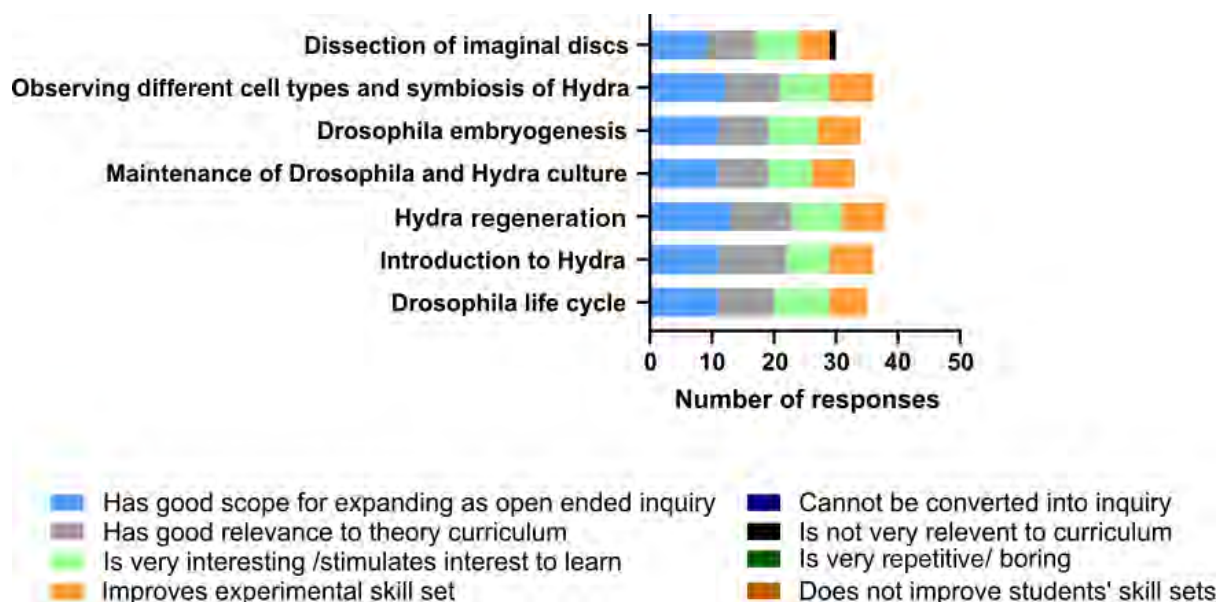 Dissection of imaginal discs
Observing different cell types and symbiosis of Hydra
Drosophila embryogenesis
Maintenance of Drosophila and Hydra culture
Hydra regeneration
Introduction to Hydra
Drosophila life cycle
0 10 20 30 40 50
Number of responses
Has good scope for expanding as open ended inquiry
Has good relevance to theory curriculum
Is very interesting /stimulates interest to learn
Improves experimental skill set
Cannot be converted into inquiry
Is not very relevent to curriculum
Is very repetitive/ boring
Does not improve students' skill sets